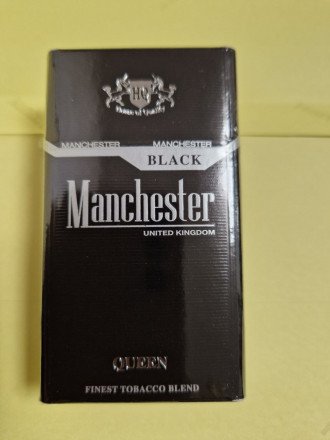 HQ
House of Quality
MANCHESTER MANCHESTER
BLACK
Manchester
UNITED KINGDOM
QUEEN
FINEST TOBACCO BLEND